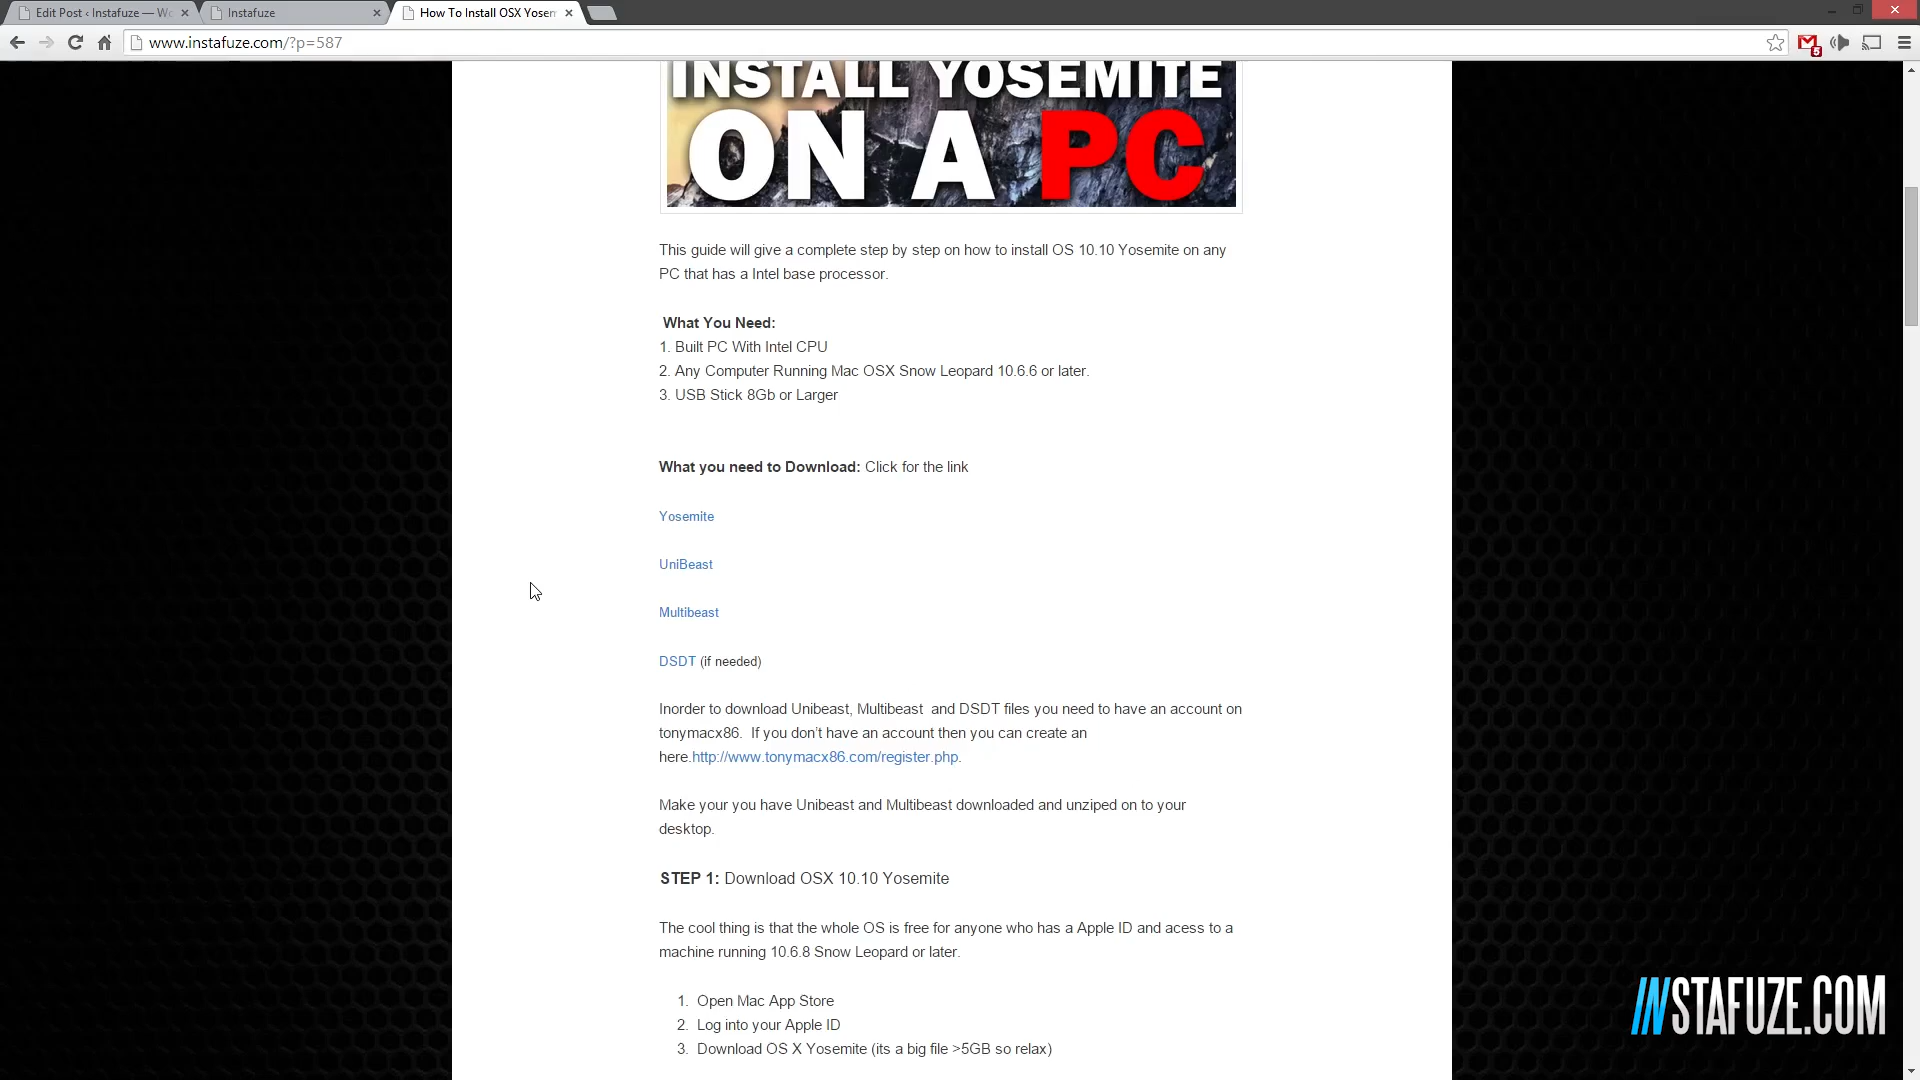 Edit Post ‹ Instafuze — Wo
Instafuze
How To Install OSX Yosem
www.instafuze.com/?p=587
5
INSTALL YOSEMITE
ON A PC
This guide will give a complete step by step on how to install OS 10.10 Yosemite on any
PC that has a Intel base processor.
What You Need:
1. Built PC With Intel CPU
2. Any Computer Running Mac OSX Snow Leopard 10.6.6 or later.
3. USB Stick 8Gb or Larger
What you need to Download: Click for the link
Yosemite
UniBeast
Multibeast
DSDT (if needed)
Inorder to download Unibeast, Multibeast and DSDT files you need to have an account on
tonymacx86. If you don't have an account then you can create an
here.http://www.tonymacx86.com/register.php.
Make your you have Unibeast and Multibeast downloaded and unziped on to your
desktop.
STEP 1: Download OSX 10.10 Yosemite
The cool thing is that the whole OS is free for anyone who has a Apple ID and acess to a
machine running 10.6.8 Snow Leopard or later.
1. Open Mac App Store
2. Log into your Apple ID
3. Download OS X Yosemite (its a big file >5GB so relax)
INSTAFUZE.COM